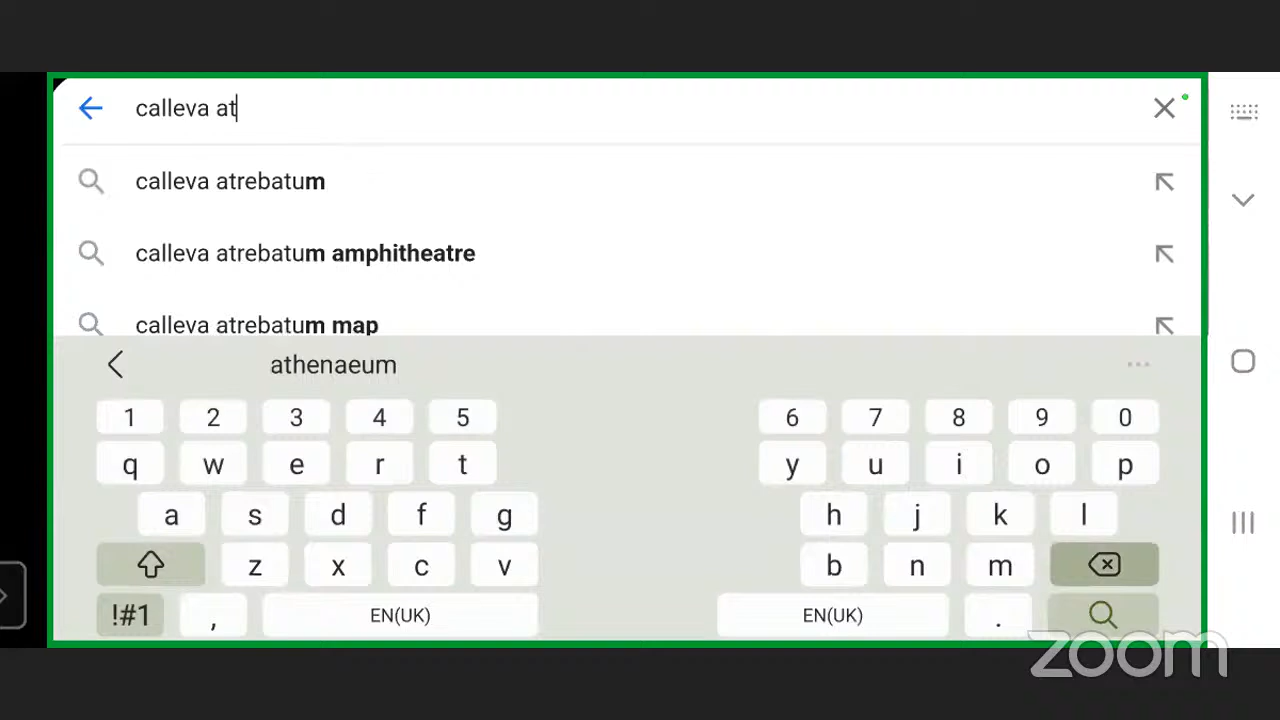 calleva at
calleva atrebatum
calleva atrebatum amphitheatre
calleva atrebatum map
athenaeum
1 2 3 4 5 6 7 8 9 0
q w e r t y u i o p
a s d f g h j k l
z x c v b n m
!#1 , EN(UK) EN(UK) .
zoom